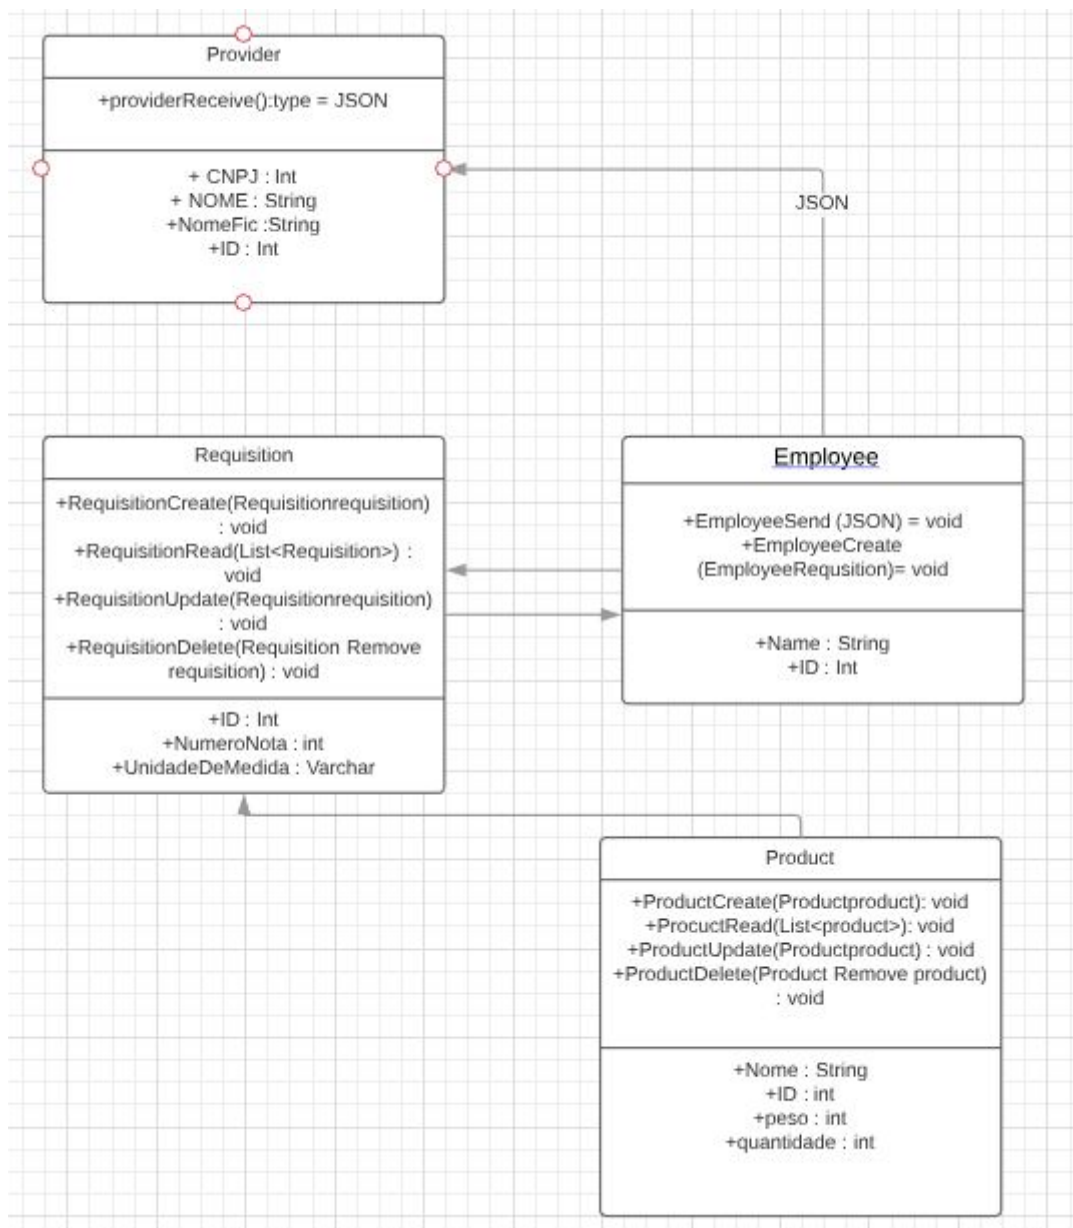 Provider
+providerReceive():type = JSON
+ CNPJ : Int
+ NOME : String
+NomeFic :String
+ID : Int
JSON
Requisition
+RequisitionCreate(Requisitionrequisition)
: void
+RequisitionRead(List<Requisition>) :
void
+RequisitionUpdate(Requisitionrequisition)
: void
+RequisitionDelete(Requisition Remove
requisition) : void
+ID : Int
+NumeroNota : int
+UnidadeDeMedida : Varchar
Employee
+EmployeeSend (JSON) = void
+EmployeeCreate
(EmployeeRequsition)= void
+Name : String
+ID : Int
Product
+ProductCreate(Productproduct): void
+ProcuctRead(List<product>): void
+ProductUpdate(Productproduct) : void
+ProductDelete(Product Remove product)
: void
+Nome : String
+ID : int
+peso : int
+quantidade : int